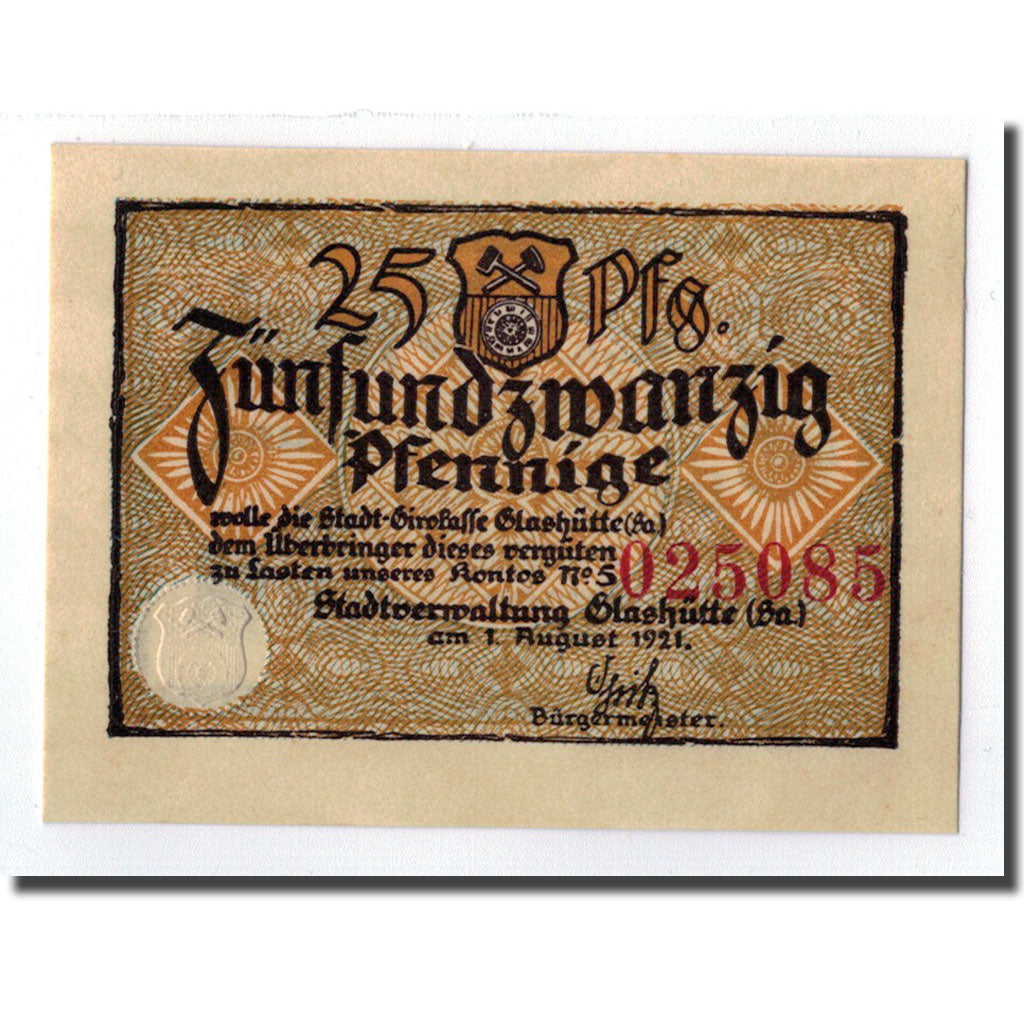 25 Pfg.
Fünfundzwanzig
Pfennige
wolle die Stadt-Girokasse Glashütte (Sa.)
dem Überbringer dieses vergüten
zu Lasten unseres Kontos No 5
025085
Stadtverwaltung Glashütte (Sa.)
am 1. August 1921.
Bürgermeister.